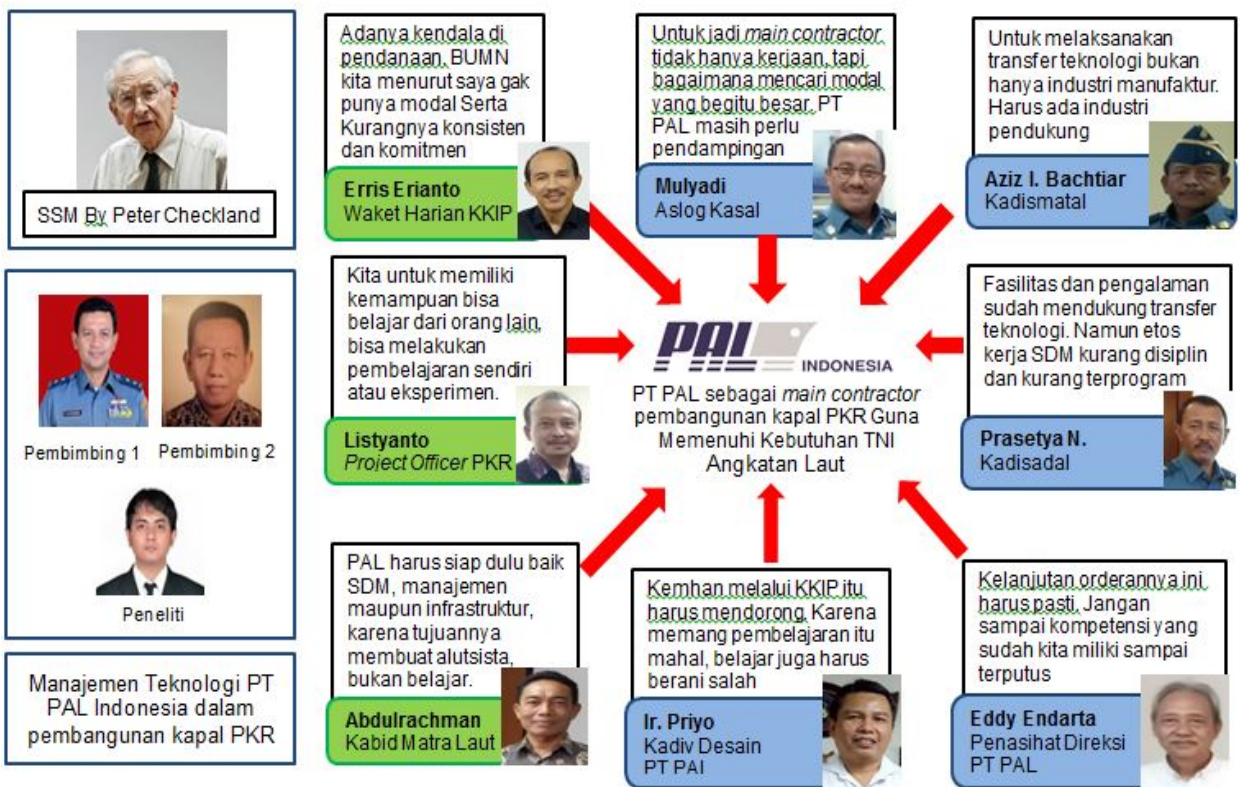 SSM By Peter Checkland
Pembimbing 1
Pembimbing 2
Peneliti
Manajemen Teknologi PT
PAL Indonesia dalam
pembangunan kapal PKR
Adanya kendala di
pendanaan, BUMN
kita menurut saya gak
punya modal Serta
Kurangnya konsisten
dan komitmen
Erris Erianto
Waket Harian KKIP
Untuk jadi main contractor
tidak hanya kerjaan, tapi
bagaimana mencari modal
yang begitu besar. PT
PAL masih perlu
pendampingan
Mulyadi
Aslog Kasal
Untuk melaksanakan
transfer teknologi bukan
hanya industri manufaktur.
Harus ada industri
pendukung
Aziz I. Bachtiar
Kadismatal
Kita untuk memiliki
kemampuan bisa
belajar dari orang lain,
bisa melakukan
pembelajaran sendiri
atau eksperimen.
Listyanto
Project Officer PKR
PAL INDONESIA
PT PAL sebagai main contractor
pembangunan kapal PKR Guna
Memenuhi Kebutuhan TNI
Angkatan Laut
Fasilitas dan pengalaman
sudah mendukung transfer
teknologi. Namun etos
kerja SDM kurang disiplin
dan kurang terprogram
Prasetya N.
Kadisadal
PAL harus siap dulu baik
SDM, manajemen
maupun infrastruktur,
karena tujuannya
membuat alutsista,
bukan belajar.
Abdulrachman
Kabid Matra Laut
Kemhan melalui KKIP itu
harus mendorong. Karena
memang pembelajaran itu
mahal, belajar juga harus
berani salah
Ir. Priyo
Kadiv Desain
PT PAL
Kelanjutan orderannya ini
harus pasti. Jangan
sampai kompetensi yang
sudah kita miliki sampai
terputus
Eddy Endarta
Penasihat Direksi
PT PAL